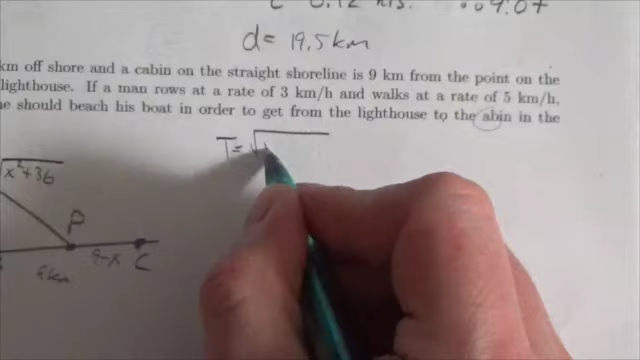 d = 19.5km
km off shore and a cabin on the straight shoreline is 9 km from the point on the
lighthouse. If a man rows at a rate of 3 km/h and walks at a rate of 5 km/h,
he should beach his boat in order to get from the lighthouse to the abin in the
T = √
√x²+36
P
9-x C
9km